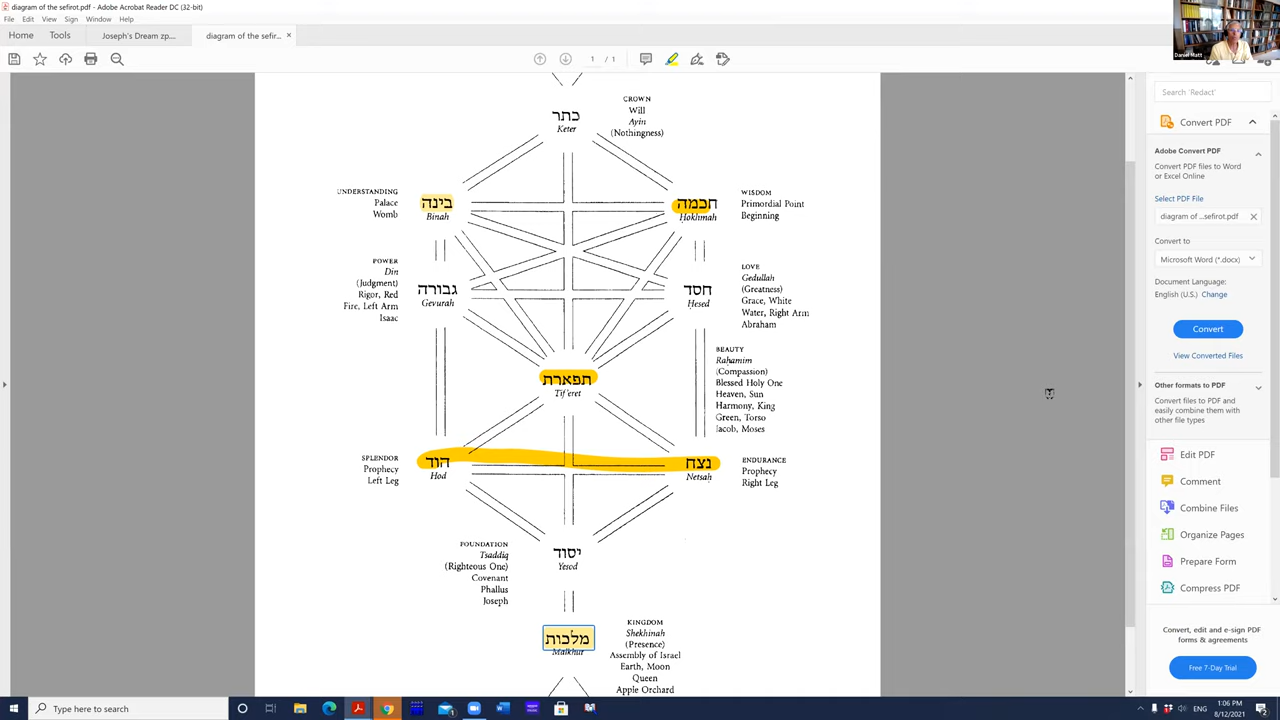 diagram of the sefirot.pdf - Adobe Acrobat Reader DC (32-bit)
File Edit View Sign Window Help
Home Tools Joseph's Dream zp.... diagram of the sefir... ×
1 / 1
Daniel Matt
כתר
Keter
CROWN
Will
Ayin
(Nothingness)
UNDERSTANDING
Palace
Womb
בינה
Binah
חכמה
Ḥokhmah
WISDOM
Primordial Point
Beginning
POWER
Din
(Judgment)
Rigor, Red
Fire, Left Arm
Isaac
גבורה
Gevurah
חסד
Ḥesed
LOVE
Gedullah
(Greatness)
Grace, White
Water, Right Arm
Abraham
תפארת
Tif'eret
BEAUTY
Raḥamim
(Compassion)
Blessed Holy One
Heaven, Sun
Harmony, King
Green, Torso
Jacob, Moses
SPLENDOR
Prophecy
Left Leg
הוד
Hod
נצח
Netsaḥ
ENDURANCE
Prophecy
Right Leg
FOUNDATION
Tsaddiq
(Righteous One)
Covenant
Phallus
Joseph
יסוד
Yesod
מלכות
Malkhut
KINGDOM
Shekhinah
(Presence)
Assembly of Israel
Earth, Moon
Queen
Apple Orchard
Search 'Redact'
Convert PDF
Adobe Convert PDF
Convert PDF files to Word
or Excel Online
Select PDF File
diagram of ...sefirot.pdf ×
Convert to
Microsoft Word (*.docx)
Document Language:
English (U.S.) Change
Convert
View Converted Files
Other formats to PDF
Convert files to PDF and
easily combine them with
other file types
Edit PDF
Comment
Combine Files
Organize Pages
Prepare Form
Compress PDF
Convert, edit and e-sign PDF
forms & agreements
Free 7-Day Trial
Type here to search
ENG
1:06 PM
8/12/2021